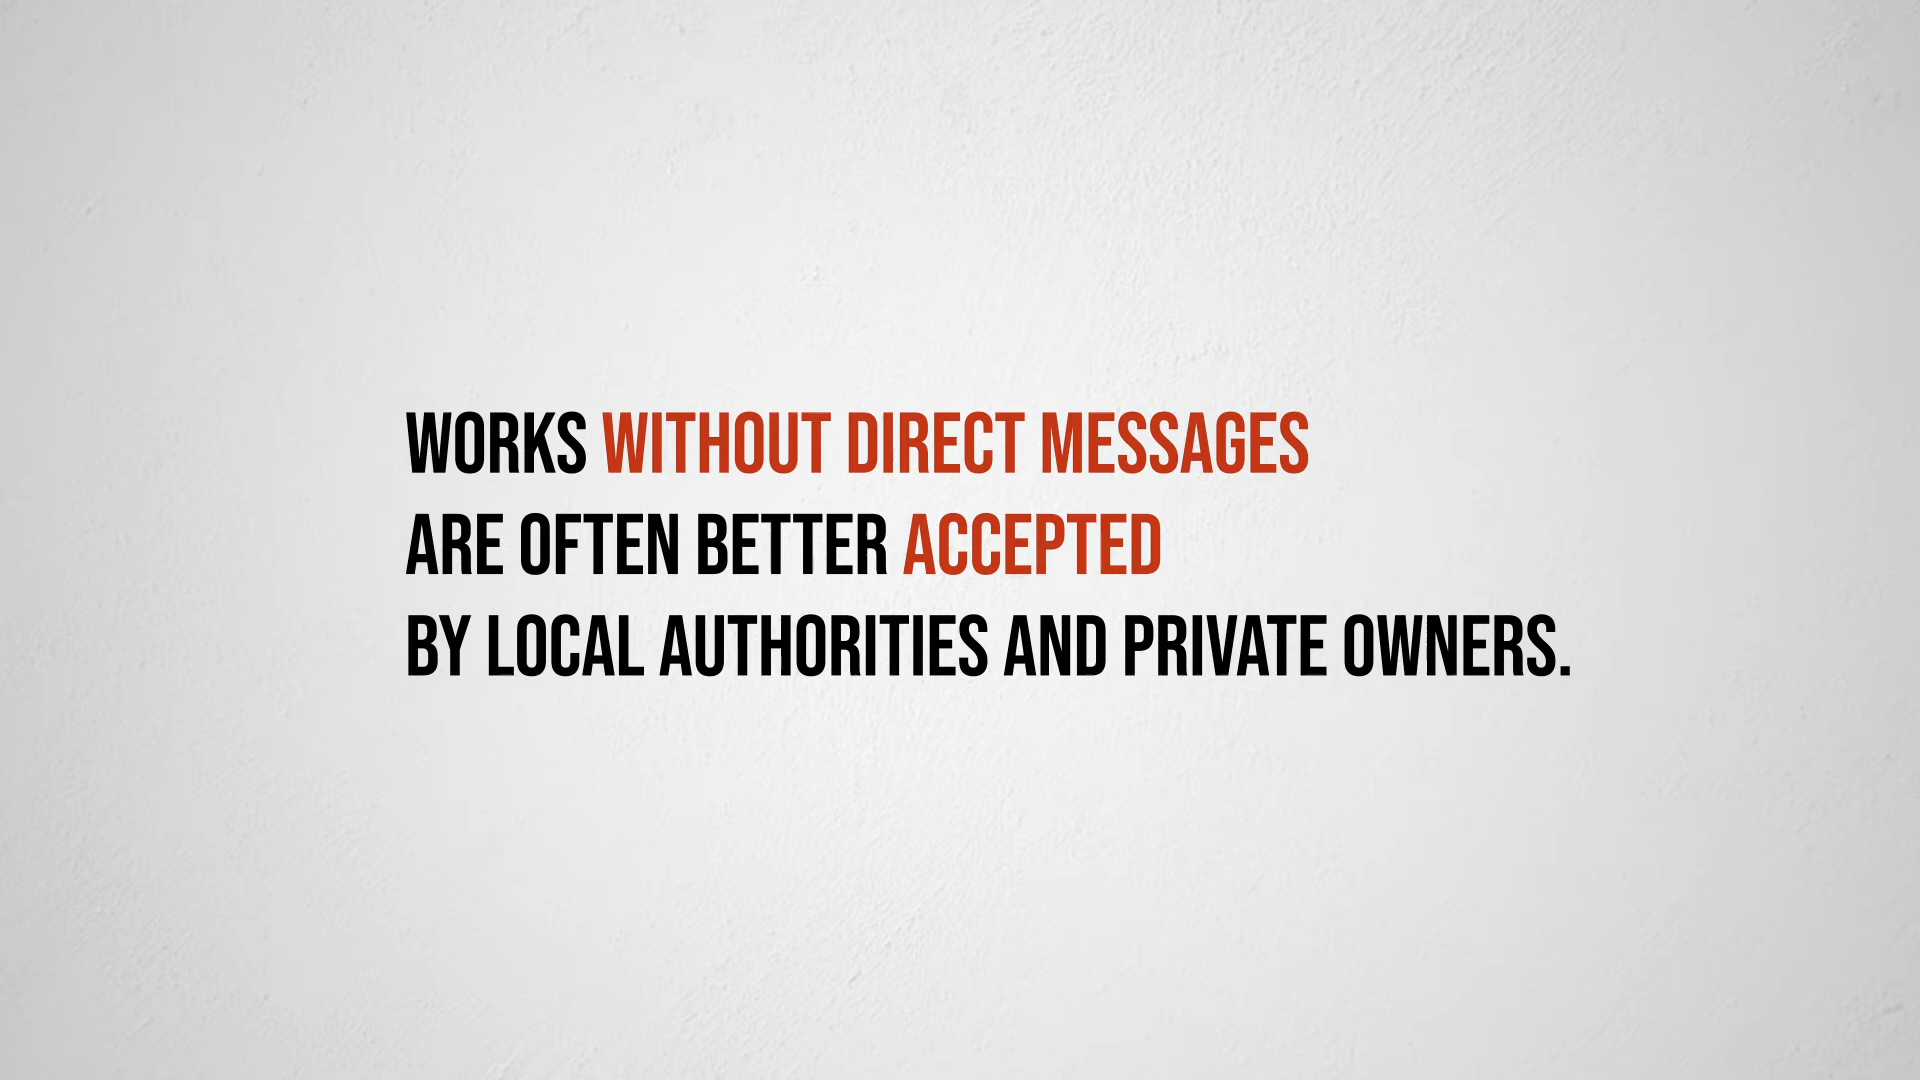 WORKS WITHOUT DIRECT MESSAGES
ARE OFTEN BETTER ACCEPTED
BY LOCAL AUTHORITIES AND PRIVATE OWNERS.